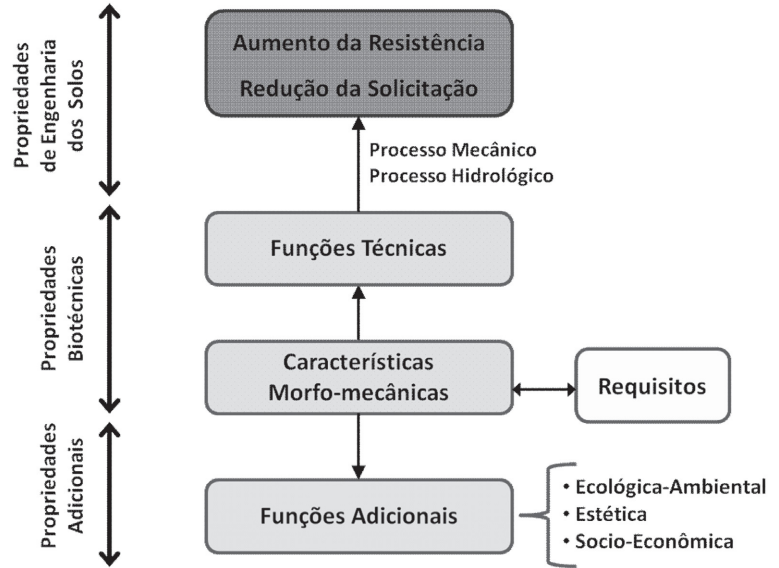 Propriedades
de Engenharia
dos Solos
Aumento da Resistência
Redução da Solicitação
Processo Mecânico
Processo Hidrológico
Propriedades
Biotécnicas
Funções Técnicas
Características
Morfo-mecânicas
Requisitos
Propriedades
Adicionais
Funções Adicionais
• Ecológica-Ambiental
• Estética
• Socio-Econômica